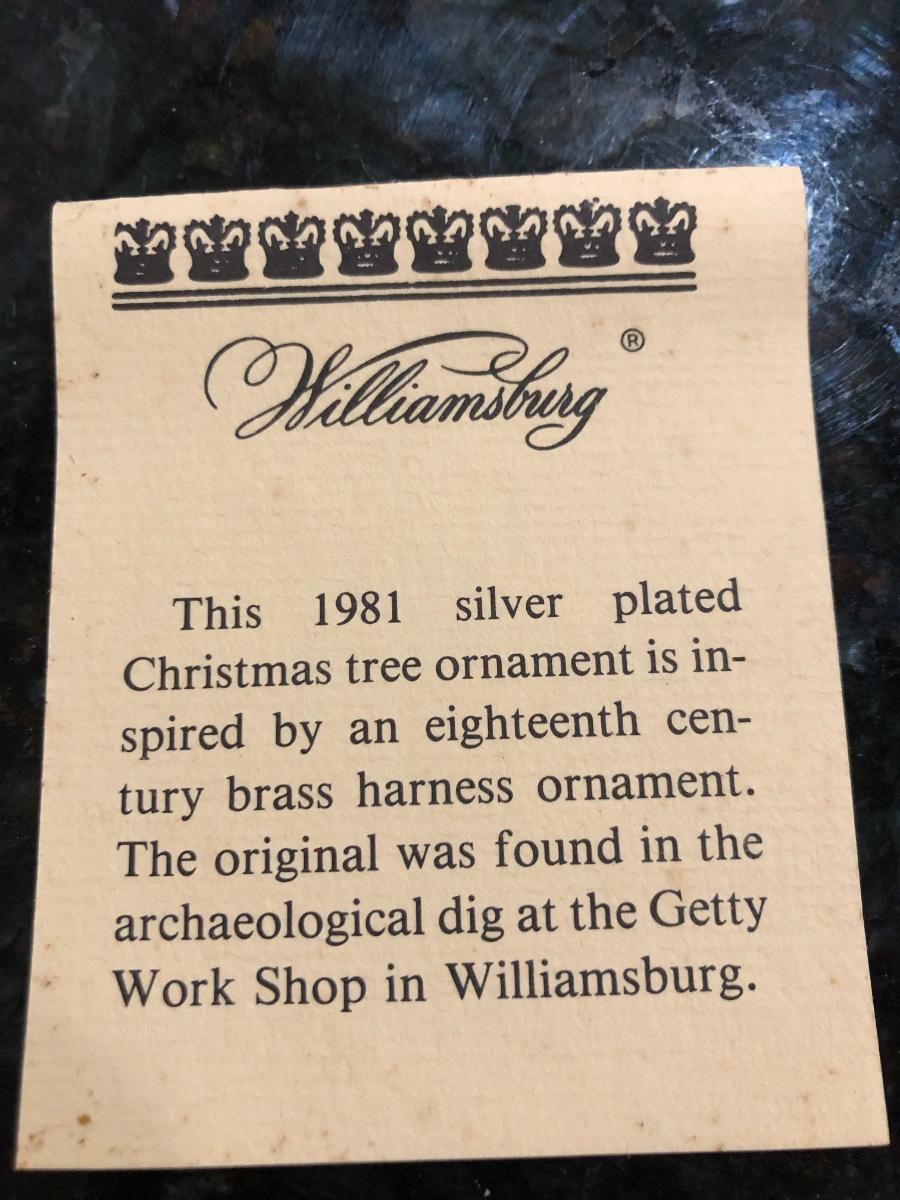 Williamsburg ®
This 1981 silver plated
Christmas tree ornament is in-
spired by an eighteenth cen-
tury brass harness ornament.
The original was found in the
archaeological dig at the Getty
Work Shop in Williamsburg.